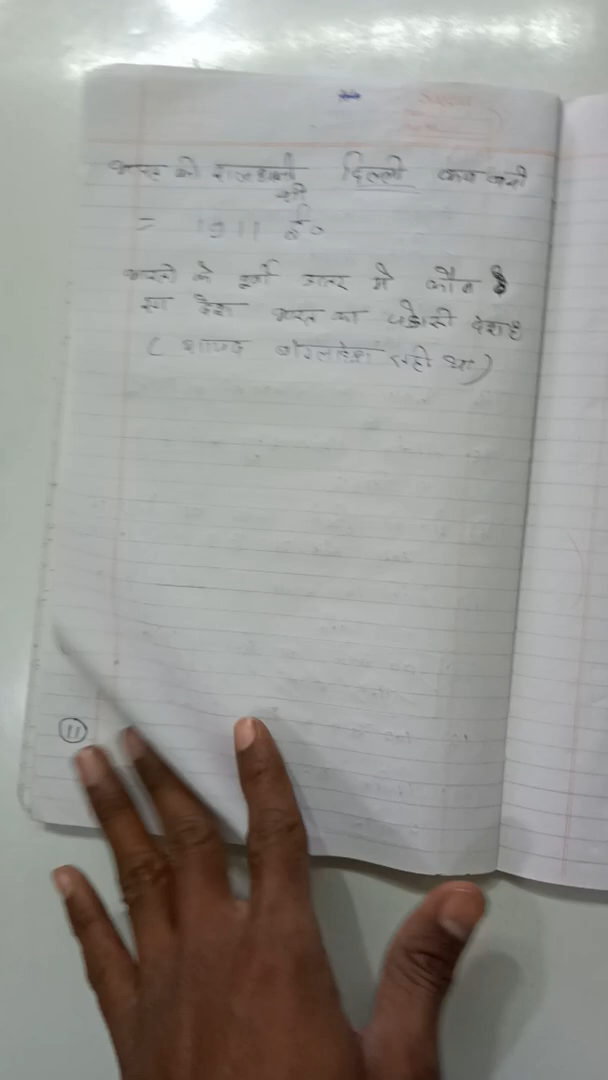 भारत की राजधानी दिल्ली कब बनी
थी
= 1911 ई०
भारत के पूर्वी उत्तर में कौन
सा देश भारत का पड़ोसी देश है
( शायद बांग्लादेश रही था)
11